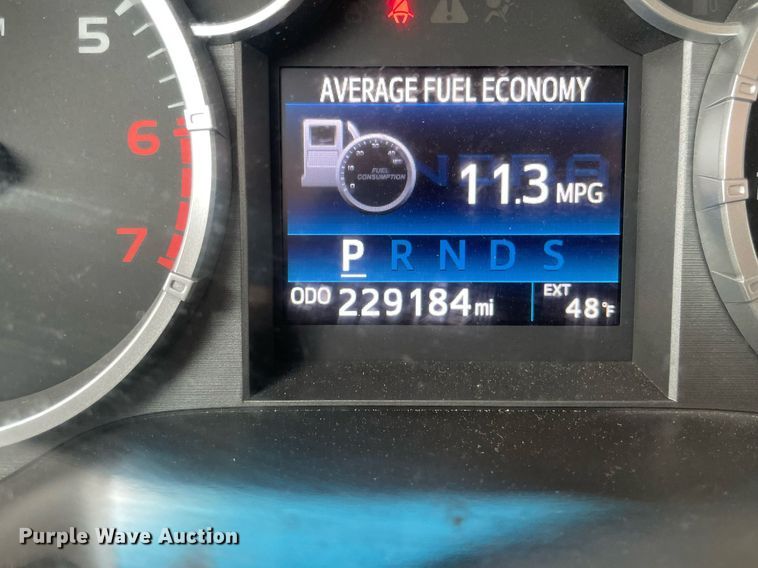 5
6
7
AVERAGE FUEL ECONOMY
FUEL
CONSUMPTION
0
11.3 MPG
P R N D S
ODO 229184 mi
EXT
48°F
Purple Wave Auction